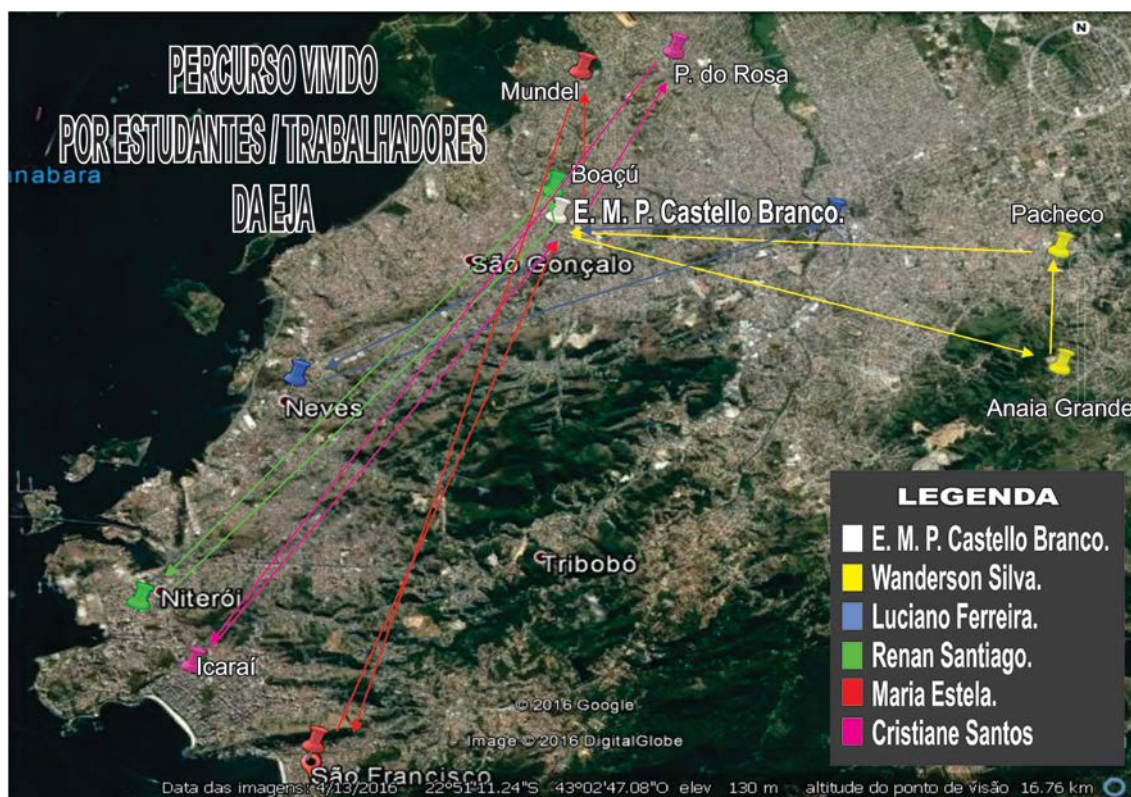 PERCURSO VIVIDO
POR ESTUDANTES / TRABALHADORES
DA EJA
anabara
N
Mundel
P. do Rosa
Boaçú
E. M. P. Castello Branco.
Pacheco
São Gonçalo
Neves
Anaia Grande
Tribobó
Niterói
Icaraí
São Francisco
LEGENDA
E. M. P. Castello Branco.
Wanderson Silva.
Luciano Ferreira.
Renan Santiago.
Maria Estela.
Cristiane Santos
© 2016 Google
Image © 2016 DigitalGlobe
Data das imagens: 4/13/2016 22°51'11.24"S 43°02'47.08"O elev 130 m altitude do ponto de visão 16.76 km